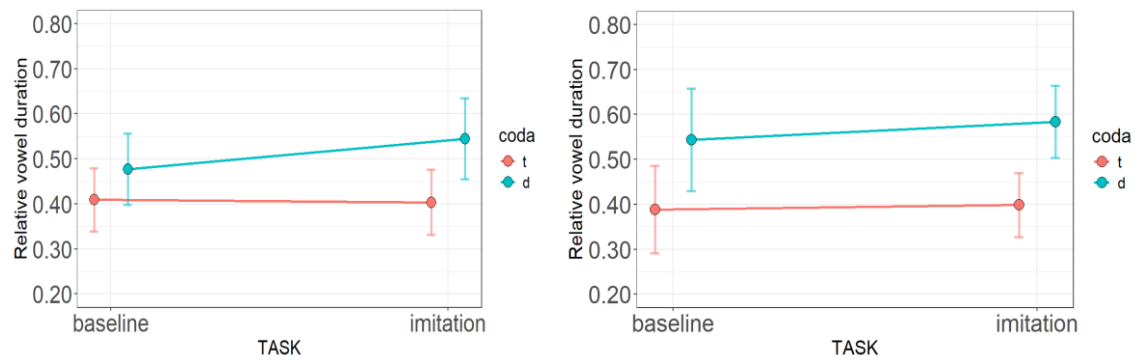 Relative vowel duration
0.80
0.70
0.60
0.50
0.40
0.30
0.20
baseline
imitation
TASK
coda
t
d
Relative vowel duration
0.80
0.70
0.60
0.50
0.40
0.30
0.20
baseline
imitation
TASK
coda
t
d